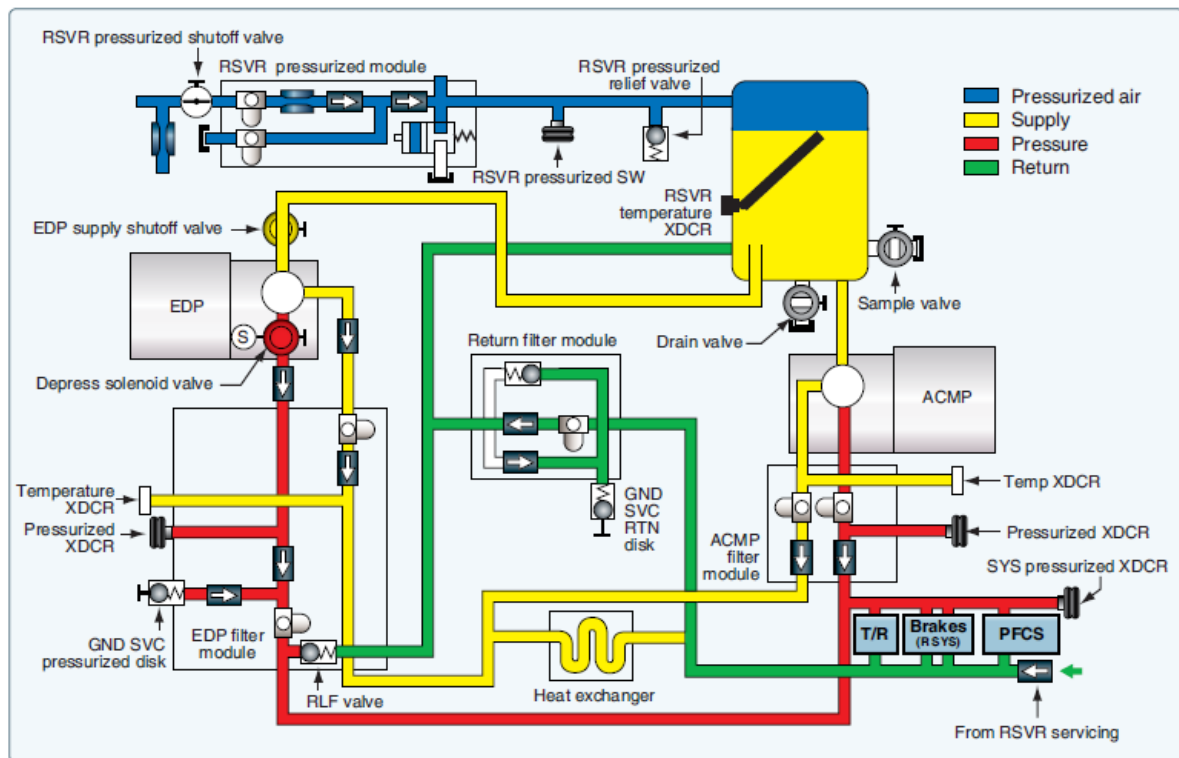 RSVR pressurized shutoff valve
RSVR pressurized module
RSVR pressurized
relief valve
Pressurized air
Supply
Pressure
Return
RSVR pressurized SW
RSVR
temperature
XDCR
EDP supply shutoff valve
EDP
S
Sample valve
Drain valve
Depress solenoid valve
Return filter module
ACMP
Temperature
XDCR
Pressurized
XDCR
GND
SVC
RTN
disk
Temp XDCR
Pressurized XDCR
ACMP
filter
module
SYS pressurized XDCR
GND SVC
pressurized disk
EDP filter
module
RLF valve
Heat exchanger
T/R
Brakes
(R SYS)
PFCS
From RSVR servicing